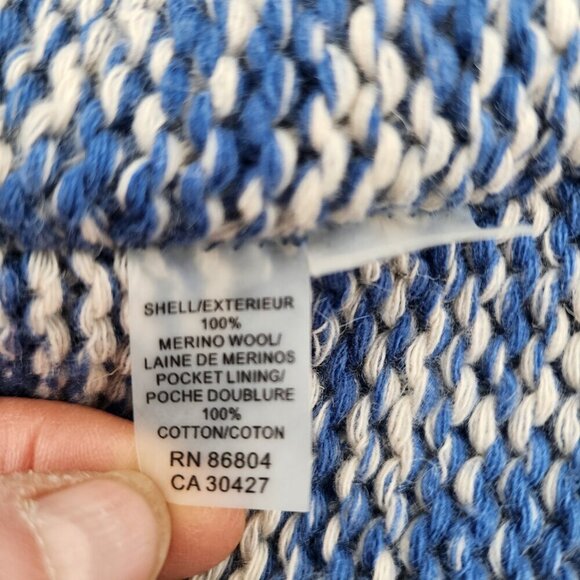 SHELL/EXTERIEUR
100%
MERINO WOOL/
LAINE DE MERINOS
POCKET LINING/
POCHE DOUBLURE
100%
COTTON/COTON
RN 86804
CA 30427